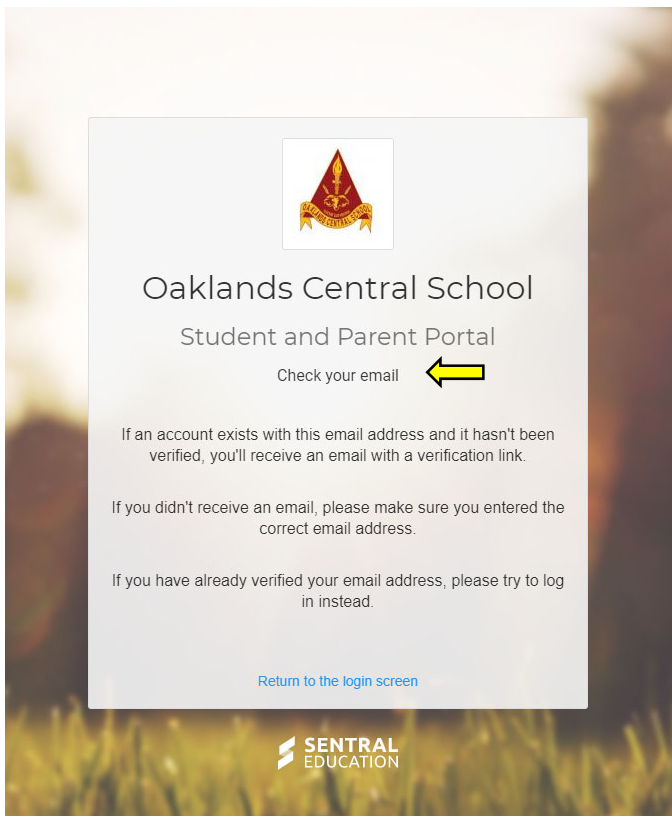 OAKLANDS CENTRAL SCHOOL
Oaklands Central School
Student and Parent Portal
Check your email
If an account exists with this email address and it hasn't been
verified, you'll receive an email with a verification link.
If you didn't receive an email, please make sure you entered the
correct email address.
If you have already verified your email address, please try to log
in instead.
Return to the login screen
SENTRAL
EDUCATION